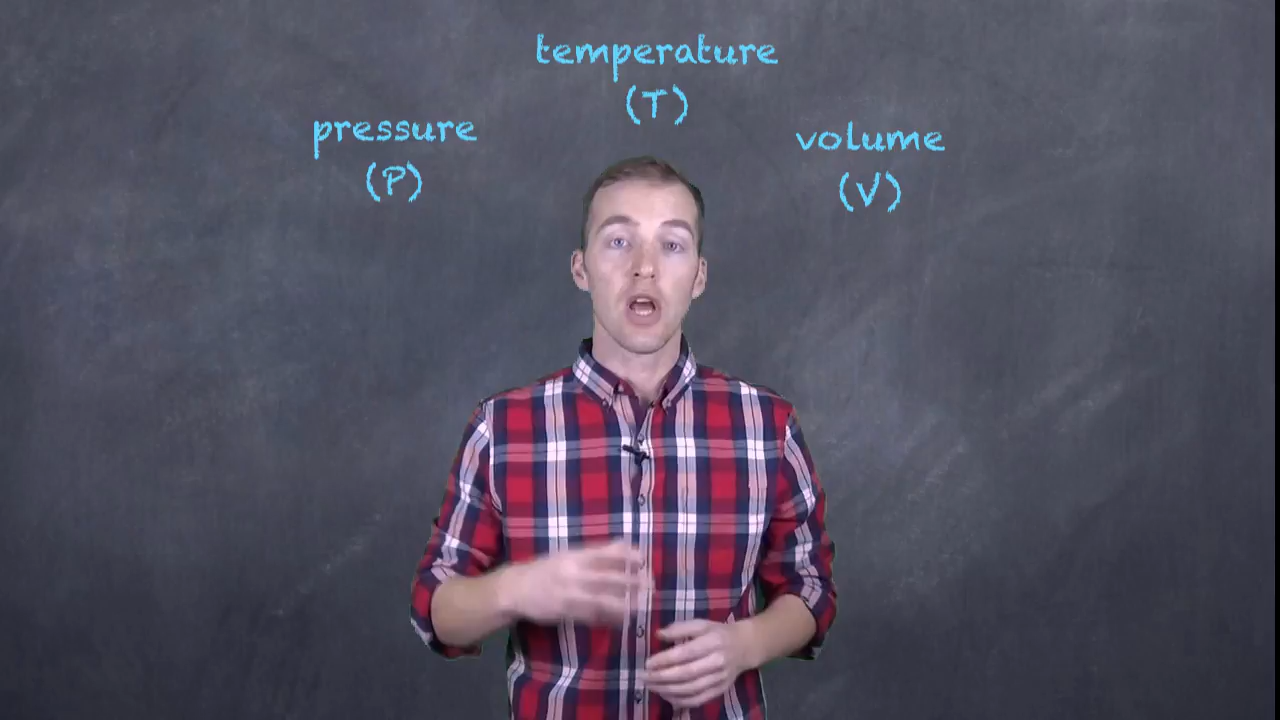 temperature
(T)
pressure
(P)
volume
(V)